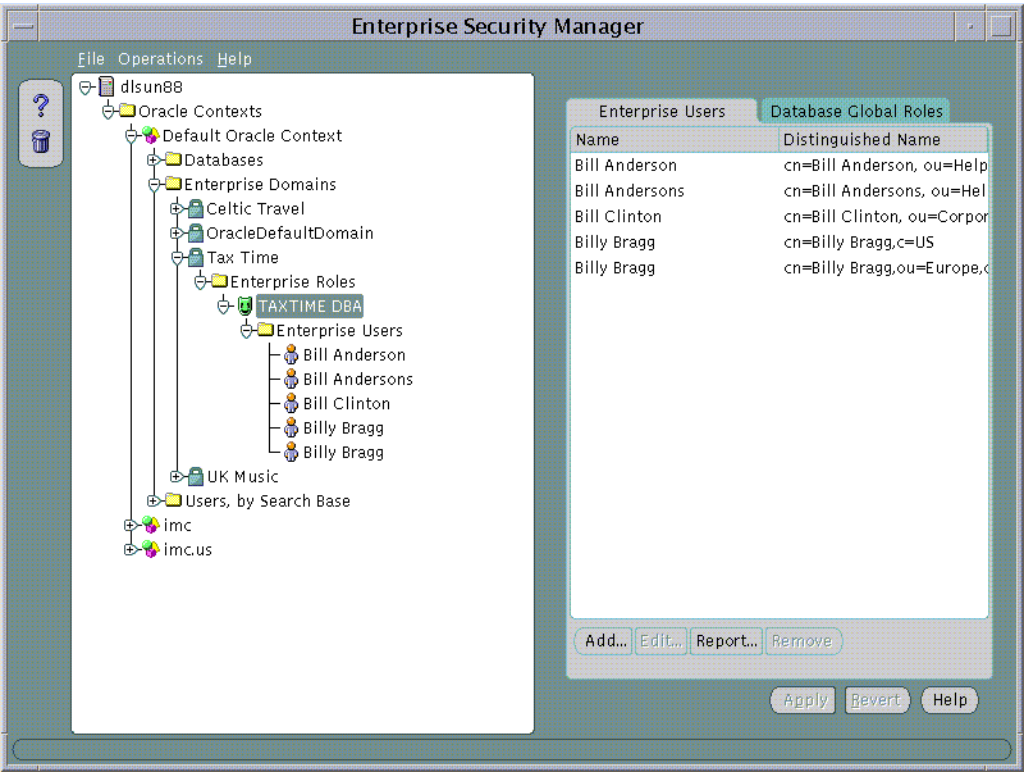 Enterprise Security Manager
File Operations Help
?
dlsun88
Oracle Contexts
Default Oracle Context
Databases
Enterprise Domains
Celtic Travel
OracleDefaultDomain
Tax Time
Enterprise Roles
TAXTIME DBA
Enterprise Users
Bill Anderson
Bill Andersons
Bill Clinton
Billy Bragg
Billy Bragg
UK Music
Users, by Search Base
imc
imc.us
Enterprise Users Database Global Roles
Name Distinguished Name
Bill Anderson cn=Bill Anderson, ou=Help
Bill Andersons cn=Bill Andersons, ou=Hel
Bill Clinton cn=Bill Clinton, ou=Corpor
Billy Bragg cn=Billy Bragg,c=US
Billy Bragg cn=Billy Bragg,ou=Europe,c
Add... Edit... Report... Remove
Apply Revert Help